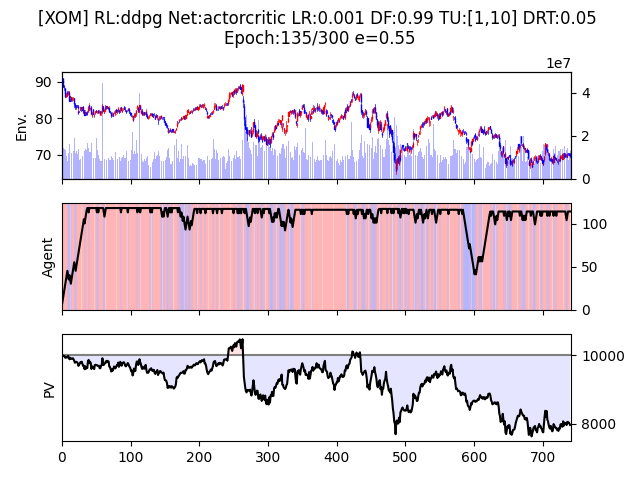 [XOM] RL:ddpg Net:actorcritic LR:0.001 DF:0.99 TU:[1,10] DRT:0.05
Epoch:135/300 e=0.55
1e7
90
80
70
Env.
4
2
0
Agent
100
50
0
PV
10000
8000
0 100 200 300 400 500 600 700